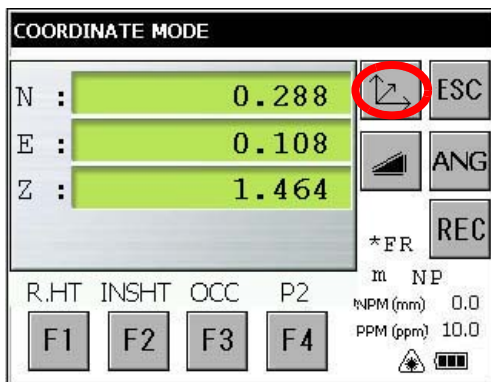 COORDINATE MODE
N : 0.288
E : 0.108
Z : 1.464
ESC
ANG
REC
*FR
m NP
NPM (mm) 0.0
PPM (ppm) 10.0
R.HT INSHT OCC P2
F1 F2 F3 F4